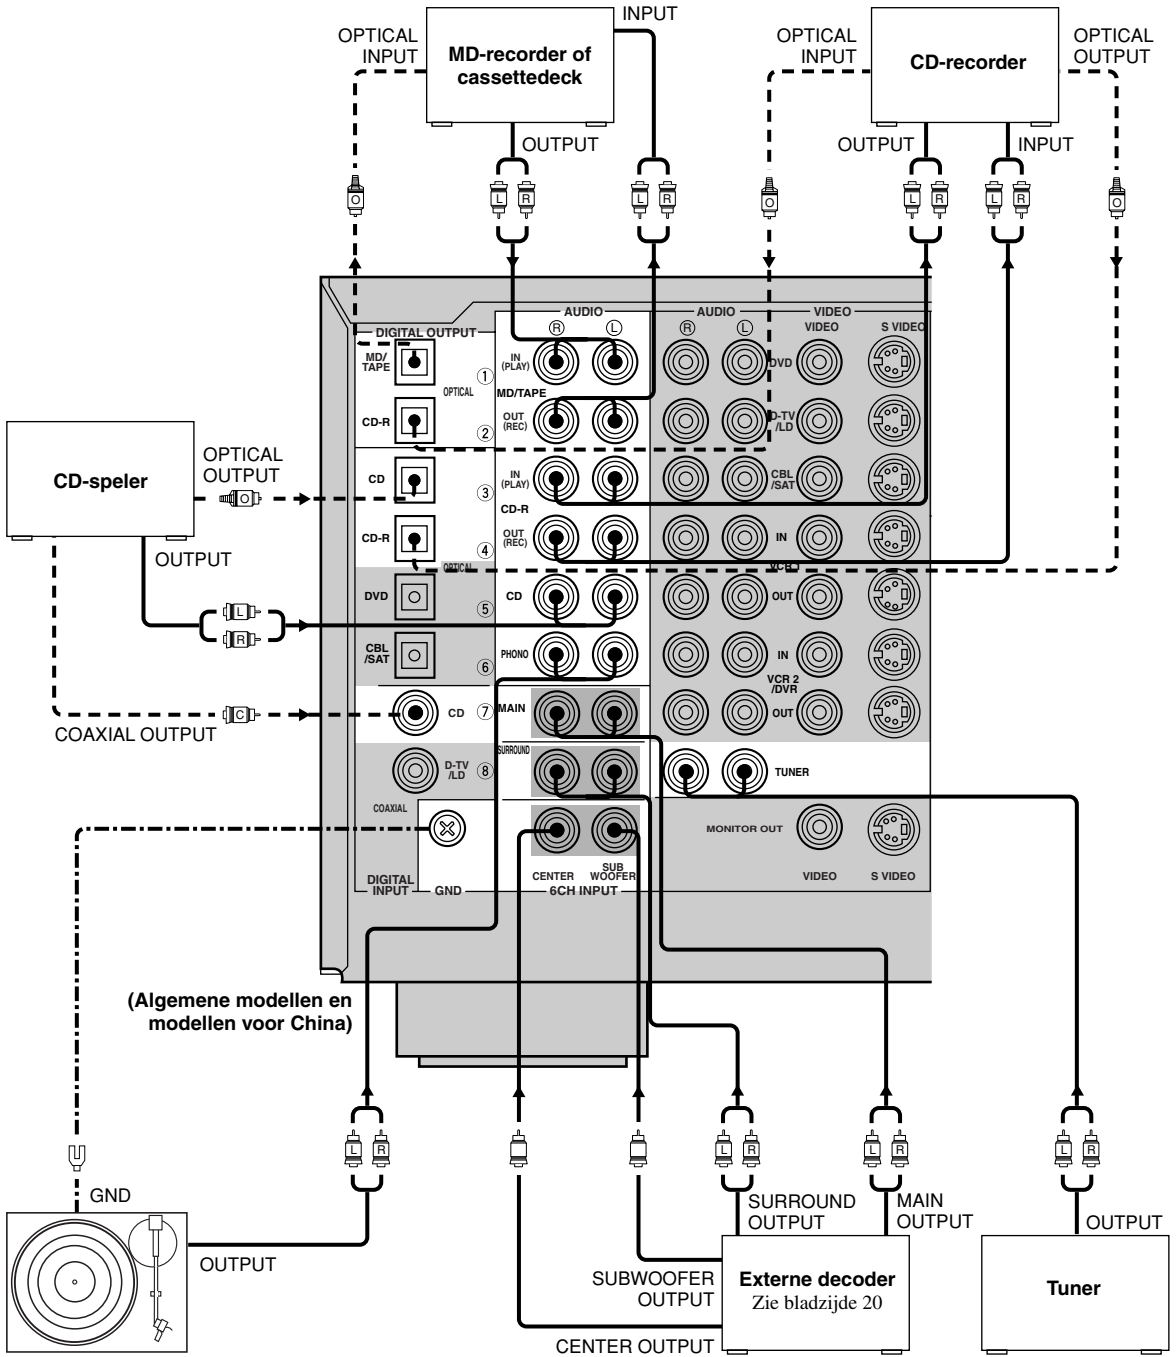 INPUT
OPTICAL
INPUT
MD-recorder of
cassettedeck
OPTICAL
INPUT
CD-recorder
OPTICAL
OUTPUT
OUTPUT
OUTPUT
INPUT
O
L
R
L
R
O
L
R
L
R
O
AUDIO
AUDIO
VIDEO
R
L
R
L
VIDEO
S VIDEO
DIGITAL OUTPUT
MD/
TAPE
1
OPTICAL
IN
(PLAY)
MD/TAPE
DVD
CD-R
2
OUT
(REC)
D-TV
/LD
CD-speler
OPTICAL
OUTPUT
O
CD
3
IN
(PLAY)
CD-R
CBL
/SAT
OUTPUT
CD-R
4
OPTICAL
OUT
(REC)
IN
VCR 1
DVD
5
CD
OUT
L
R
CBL
/SAT
6
PHONO
IN
VCR 2
/DVR
C
COAXIAL OUTPUT
CD
7
MAIN
OUT
D-TV
/LD
8
SURROUND
TUNER
COAXIAL
MONITOR OUT
DIGITAL
INPUT
GND
CENTER
SUB
WOOFER
6CH INPUT
VIDEO
S VIDEO
(Algemene modellen en
modellen voor China)
L
R
L
R
L
R
L
R
GND
OUTPUT
SURROUND
OUTPUT
MAIN
OUTPUT
OUTPUT
SUBWOOFER
OUTPUT
CENTER OUTPUT
Externe decoder
Zie bladzijde 20
Tuner